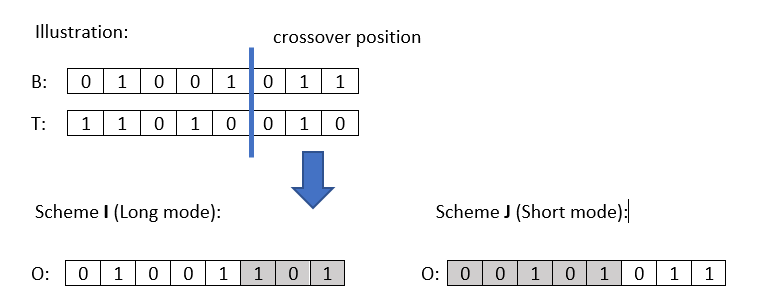 Illustration:
crossover position
B: 0 1 0 0 1 0 1 1
T: 1 1 0 1 0 0 1 0
Scheme I (Long mode):
Scheme J (Short mode):
O: 0 1 0 0 1 1 0 1
O: 0 0 1 0 1 0 1 1